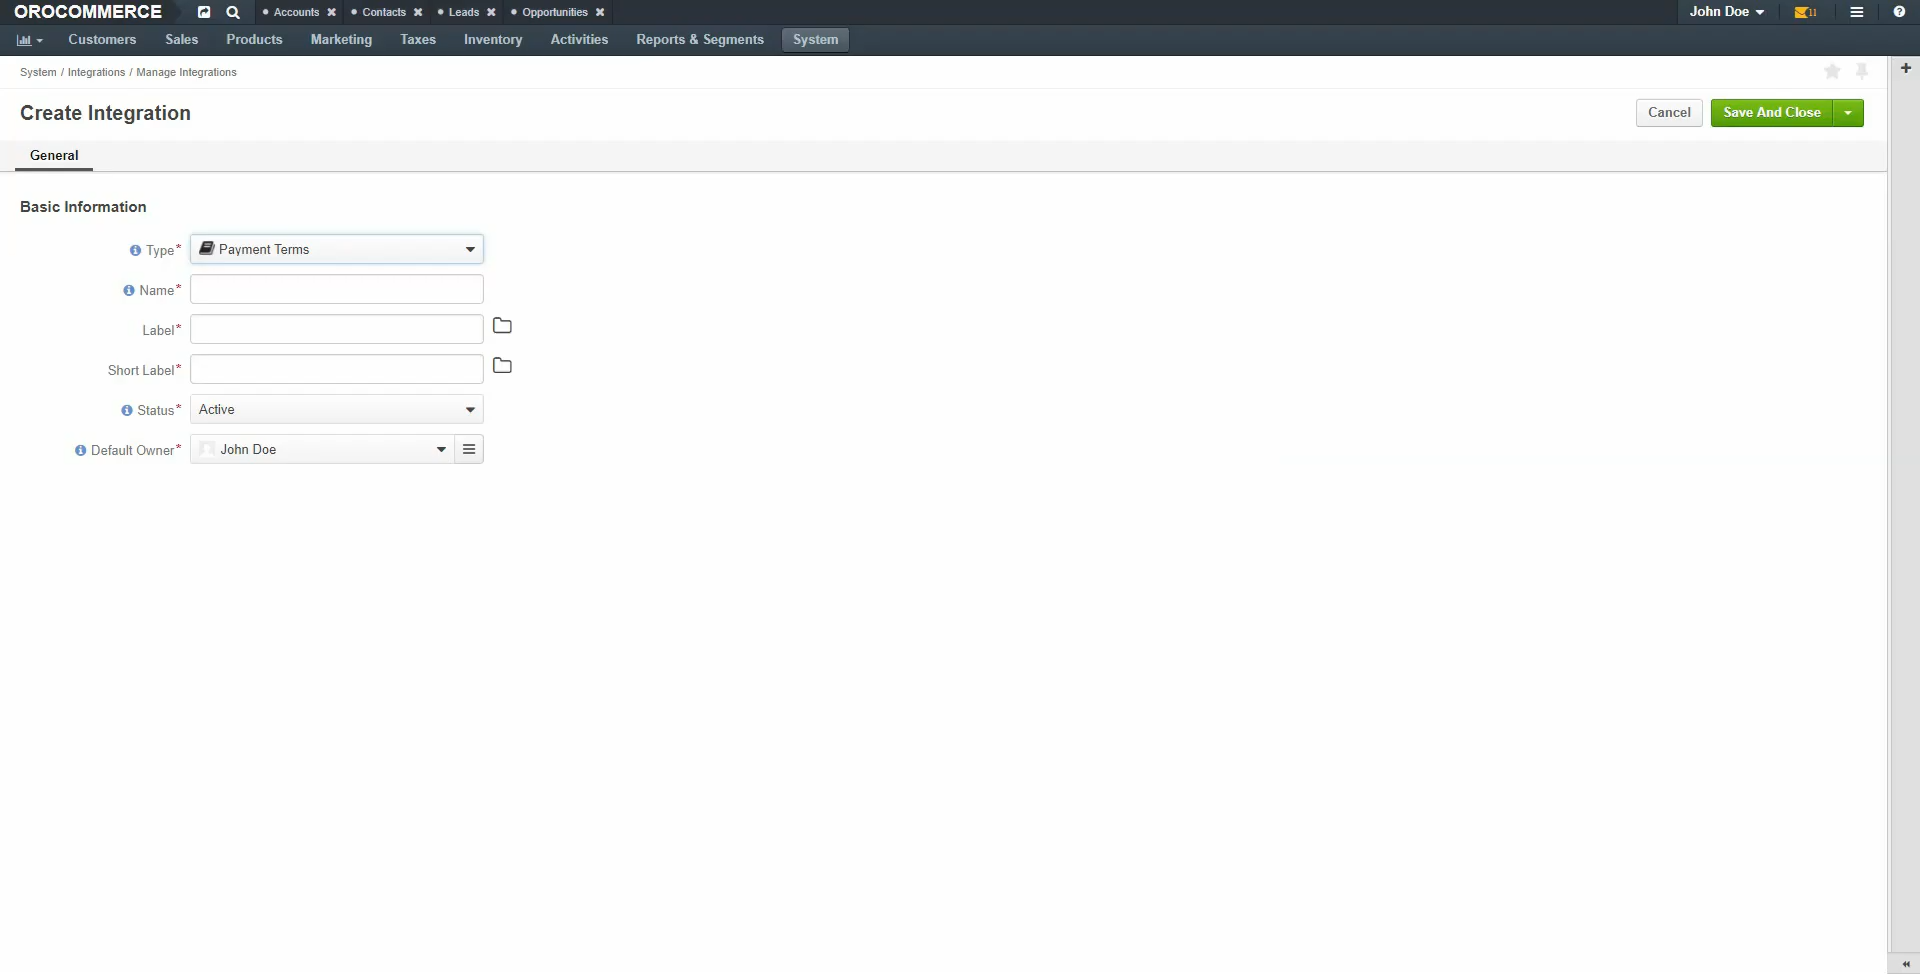 OROCOMMERCE
Accounts Contacts Leads Opportunities
John Doe
11
Customers Sales Products Marketing Taxes Inventory Activities Reports & Segments System
System / Integrations / Manage Integrations
Create Integration
Cancel
Save And Close
General
Basic Information
Type* Payment Terms
Name*
Label*
Short Label*
Status* Active
Default Owner* John Doe